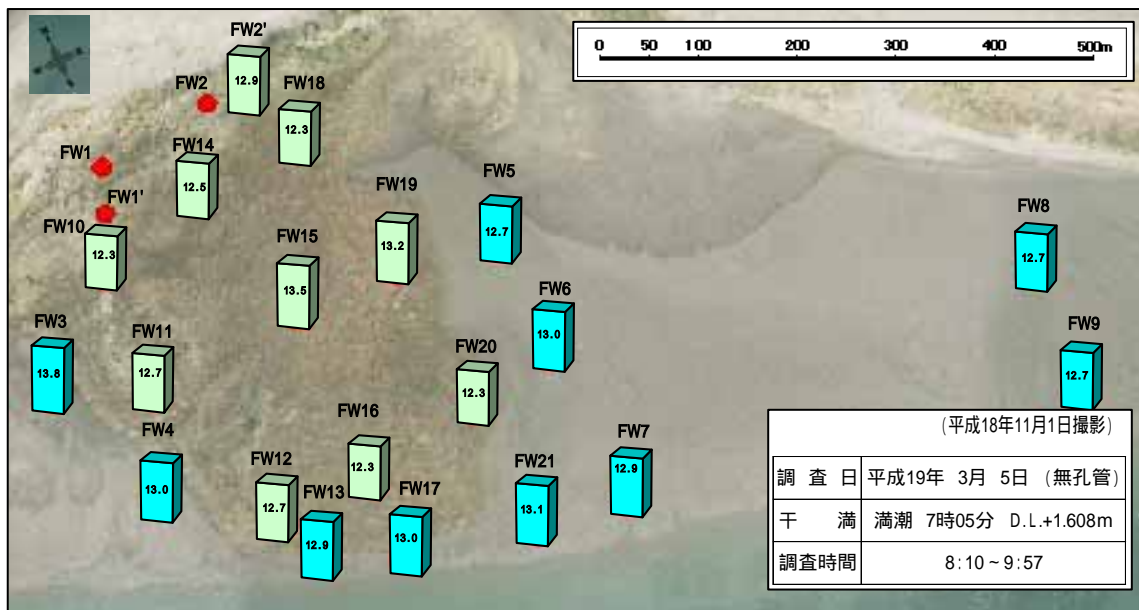 0 50 100 200 300 400 500m
FW2'
12.9
FW2
FW18
12.3
FW14
12.5
FW1
FW1'
FW10
12.3
FW19
13.2
FW5
12.7
FW8
12.7
FW15
13.5
FW6
13.0
FW3
13.8
FW11
12.7
FW20
12.3
FW9
12.7
FW4
13.0
FW16
12.3
FW7
12.9
FW12
12.7
FW13
12.9
FW17
13.0
FW21
13.1
(平成18年11月1日撮影)
調査日 平成19年 3月 5日 (無孔管)
干満 満潮 7時05分 D.L.+1.608m
調査時間 8:10~9:57